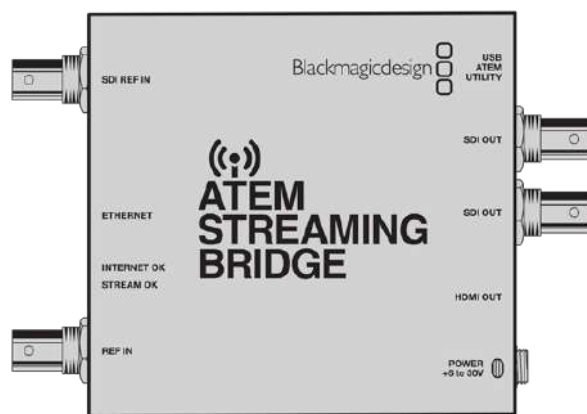 SDI REF IN
Blackmagicdesign
USB
ATEM
UTILITY
SDI OUT
ETHERNET
ATEM
STREAMING
BRIDGE
SDI OUT
INTERNET OK
STREAM OK
HDMI OUT
REF IN
POWER
+5 to 30V